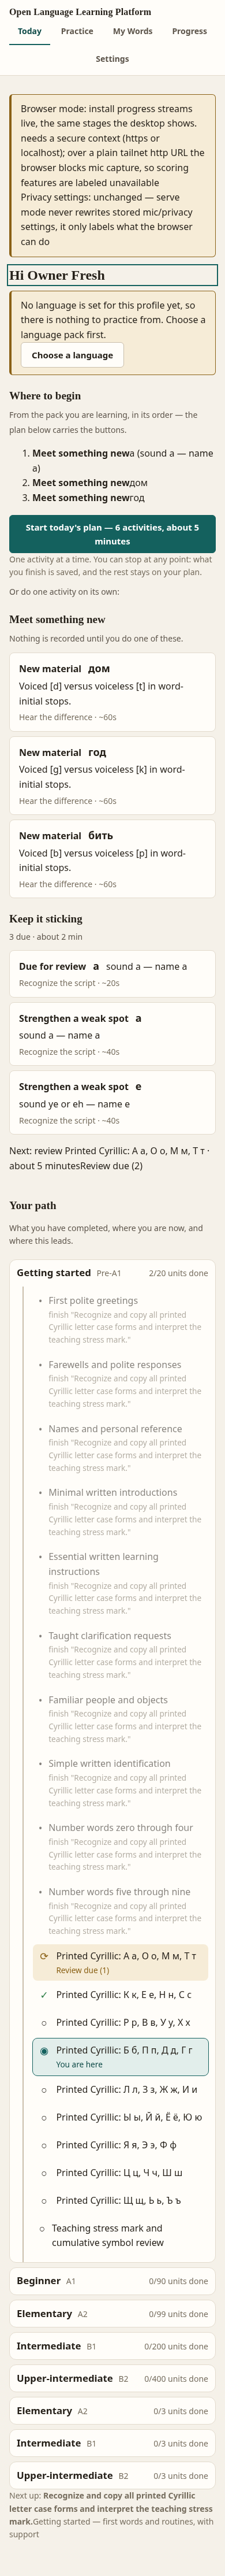 Open Language Learning Platform
Today Practice My Words Progress
Settings
Browser mode: install progress streams
live, the same stages the desktop shows.
needs a secure context (https or
localhost); over a plain tailnet http URL the
browser blocks mic capture, so scoring
features are labeled unavailable
Privacy settings: unchanged — serve
mode never rewrites stored mic/privacy
settings, it only labels what the browser
can do
Hi Owner Fresh
No language is set for this profile yet, so
there is nothing to practice from. Choose a
language pack first.
Choose a language
Where to begin
From the pack you are learning, in its order — the
plan below carries the buttons.
1. Meet something newа (sound a — name
a)
2. Meet something newдом
3. Meet something newгод
Start today's plan — 6 activities, about 5
minutes
One activity at a time. You can stop at any point: what
you finish is saved, and the rest stays on your plan.
Or do one activity on its own:
Meet something new
Nothing is recorded until you do one of these.
New material дом
Voiced [d] versus voiceless [t] in word-
initial stops.
Hear the difference · ~60s
New material год
Voiced [g] versus voiceless [k] in word-
initial stops.
Hear the difference · ~60s
New material бить
Voiced [b] versus voiceless [p] in word-
initial stops.
Hear the difference · ~60s
Keep it sticking
3 due · about 2 min
Due for review а sound a — name a
Recognize the script · ~20s
Strengthen a weak spot а
sound a — name a
Recognize the script · ~40s
Strengthen a weak spot е
sound ye or eh — name e
Recognize the script · ~40s
Next: review Printed Cyrillic: А а, О о, М м, Т т ·
about 5 minutesReview due (2)
Your path
What you have completed, where you are now, and
where this leads.
Getting started Pre-A1 2/20 units done
• First polite greetings
finish "Recognize and copy all printed
Cyrillic letter case forms and interpret the
teaching stress mark."
• Farewells and polite responses
finish "Recognize and copy all printed
Cyrillic letter case forms and interpret the
teaching stress mark."
• Names and personal reference
finish "Recognize and copy all printed
Cyrillic letter case forms and interpret the
teaching stress mark."
• Minimal written introductions
finish "Recognize and copy all printed
Cyrillic letter case forms and interpret the
teaching stress mark."
• Essential written learning
instructions
finish "Recognize and copy all printed
Cyrillic letter case forms and interpret the
teaching stress mark."
• Taught clarification requests
finish "Recognize and copy all printed
Cyrillic letter case forms and interpret the
teaching stress mark."
• Familiar people and objects
finish "Recognize and copy all printed
Cyrillic letter case forms and interpret the
teaching stress mark."
• Simple written identification
finish "Recognize and copy all printed
Cyrillic letter case forms and interpret the
teaching stress mark."
• Number words zero through four
finish "Recognize and copy all printed
Cyrillic letter case forms and interpret the
teaching stress mark."
• Number words five through nine
finish "Recognize and copy all printed
Cyrillic letter case forms and interpret the
teaching stress mark."
⟳ Printed Cyrillic: А а, О о, М м, Т т
Review due (1)
✓ Printed Cyrillic: К к, Е е, Н н, С с
○ Printed Cyrillic: Р р, В в, У у, Х х
◉ Printed Cyrillic: Б б, П п, Д д, Г г
You are here
○ Printed Cyrillic: Л л, З з, Ж ж, И и
○ Printed Cyrillic: Ы ы, Й й, Ё ё, Ю ю
○ Printed Cyrillic: Я я, Э э, Ф ф
○ Printed Cyrillic: Ц ц, Ч ч, Ш ш
○ Printed Cyrillic: Щ щ, Ь ь, Ъ ъ
○ Teaching stress mark and
cumulative symbol review
Beginner A1 0/90 units done
Elementary A2 0/99 units done
Intermediate B1 0/200 units done
Upper-intermediate B2 0/400 units done
Elementary A2 0/3 units done
Intermediate B1 0/3 units done
Upper-intermediate B2 0/3 units done
Next up: Recognize and copy all printed Cyrillic
letter case forms and interpret the teaching stress
mark.Getting started — first words and routines, with
support